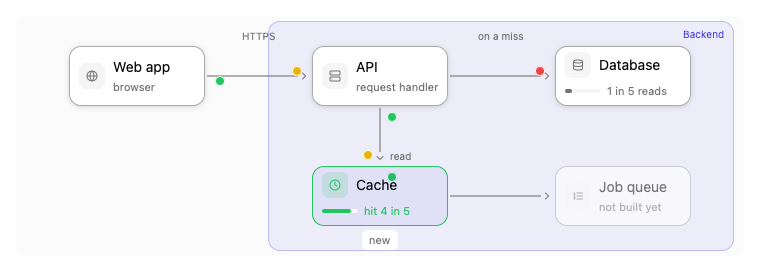 HTTPS
on a miss
Backend
Web app
browser
API
request handler
Database
1 in 5 reads
read
Cache
hit 4 in 5
Job queue
not built yet
new